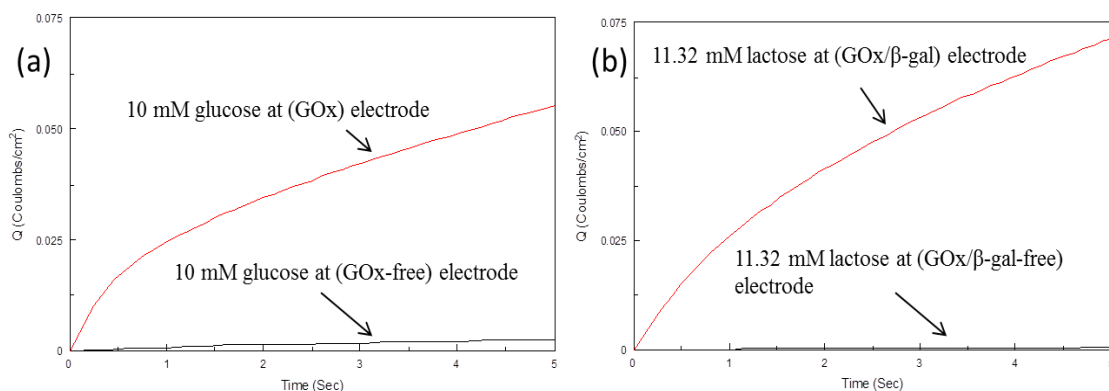 (a)
0.075
0.050
0.025
0
Q (Coulombs/cm²)
10 mM glucose at (GOx) electrode
10 mM glucose at (GOx-free) electrode
0 1 2 3 4 5
Time (Sec)
(b)
0.075
0.050
0.025
0
Q (Coulombs/cm²)
11.32 mM lactose at (GOx/β-gal) electrode
11.32 mM lactose at (GOx/β-gal-free)
electrode
0 1 2 3 4
Time (Sec)